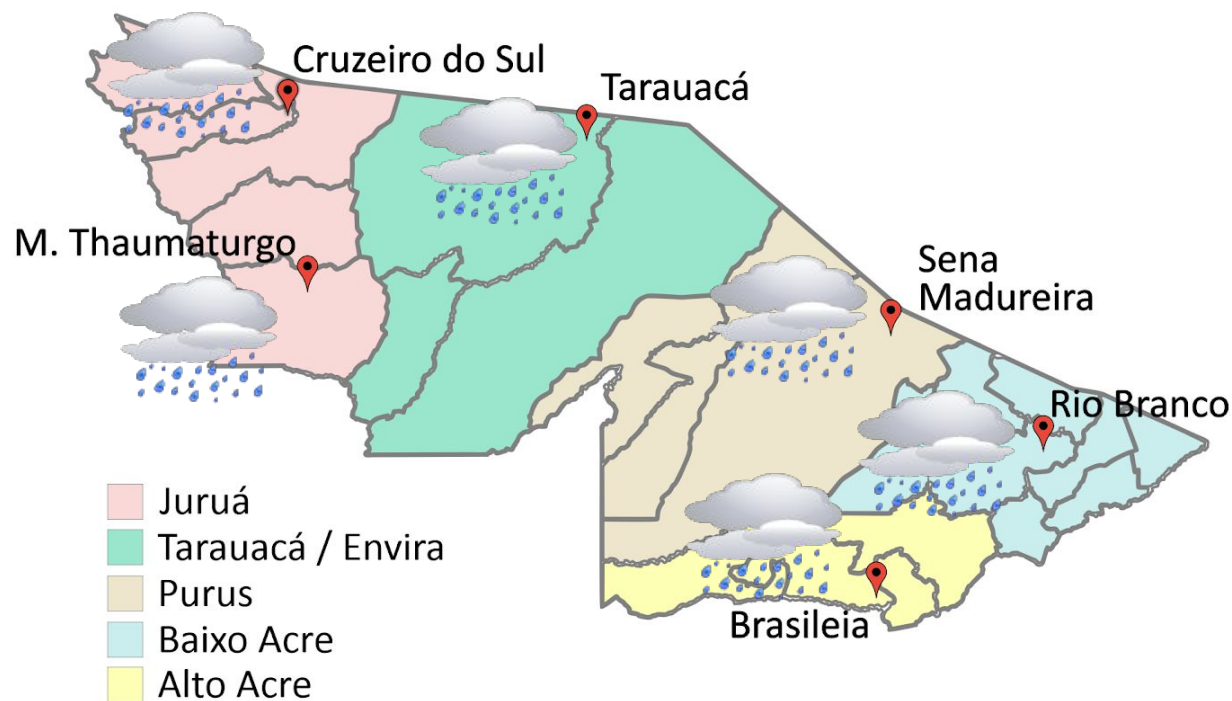 Cruzeiro do Sul
Tarauacá
M. Thaumaturgo
Sena
Madureira
Rio Branco
Brasileia
Juruá
Tarauacá / Envira
Purus
Baixo Acre
Alto Acre